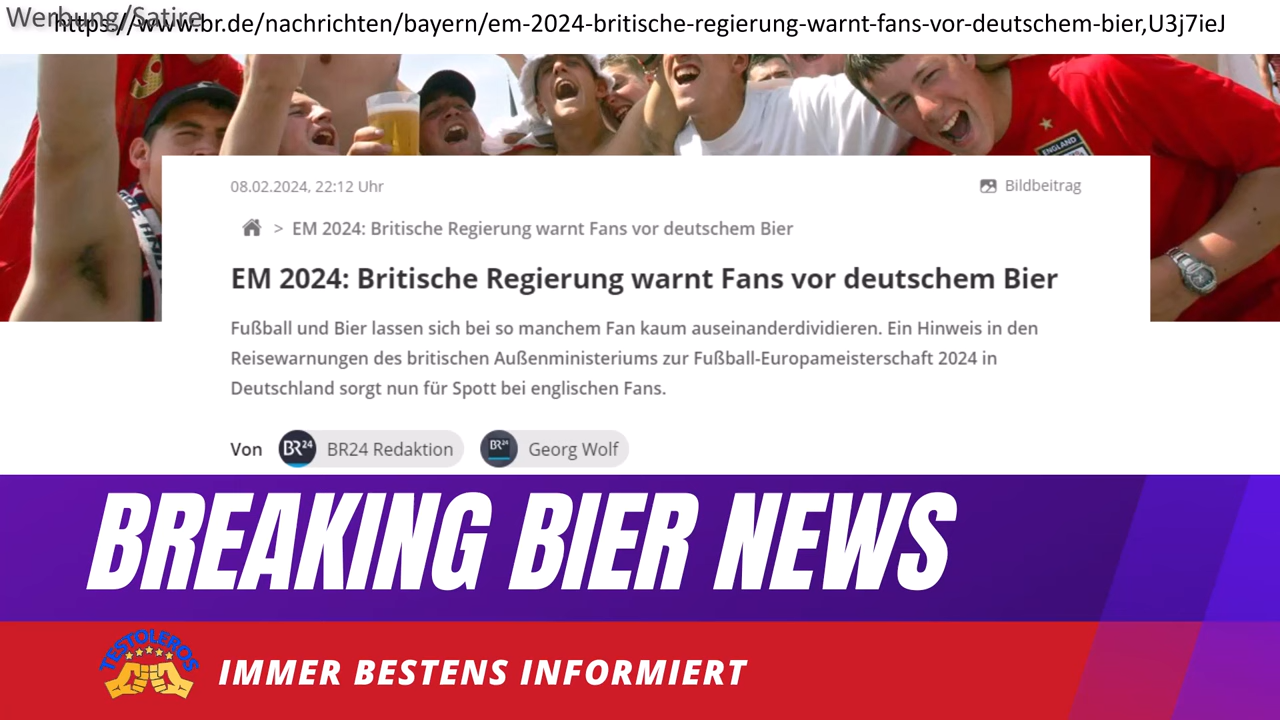 Werbung/Satire
https://www.br.de/nachrichten/bayern/em-2024-britische-regierung-warnt-fans-vor-deutschem-bier,U3j7ieJ
ENGLAND
08.02.2024, 22:12 Uhr
Bildbeitrag
> EM 2024: Britische Regierung warnt Fans vor deutschem Bier
EM 2024: Britische Regierung warnt Fans vor deutschem Bier
Fußball und Bier lassen sich bei so manchem Fan kaum auseinanderdividieren. Ein Hinweis in den
Reisewarnungen des britischen Außenministeriums zur Fußball-Europameisterschaft 2024 in
Deutschland sorgt nun für Spott bei englischen Fans.
Von BR24 BR24 Redaktion BR24 Georg Wolf
BREAKING BIER NEWS
TESTOLEROS
IMMER BESTENS INFORMIERT